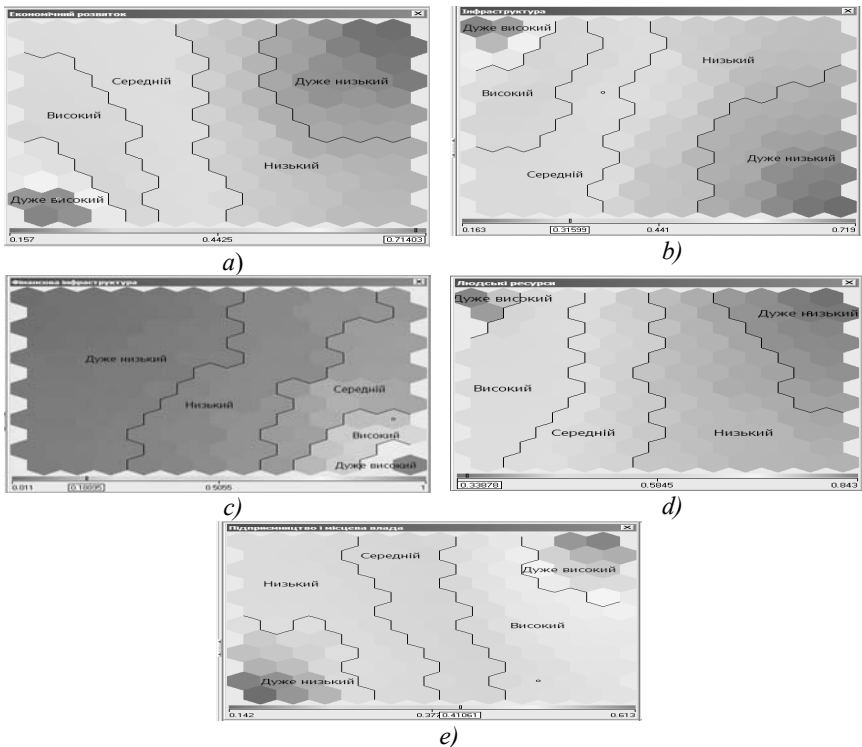 Економічний розвиток
Середній
Дуже низький
Високий
Низький
Дуже високий
0.157 0.4425 0.71403
a)
Інфраструктура
Дуже високий
Низький
Високий
Дуже низький
Середній
0.163 0.31599 0.441 0.719
b)
Фінансова інфраструктура
Дуже низький
Середній
Низький
Високий
Дуже високий
0.011 0.18095 0.5055 1
c)
Людські ресурси
Дуже високий
Дуже низький
Високий
Середній
Низький
0.33878 0.5845 0.843
d)
Підприємництво і місцева влада
Середній
Дуже високий
Низький
Високий
Дуже низький
0.142 0.377 0.41061 0.613
e)